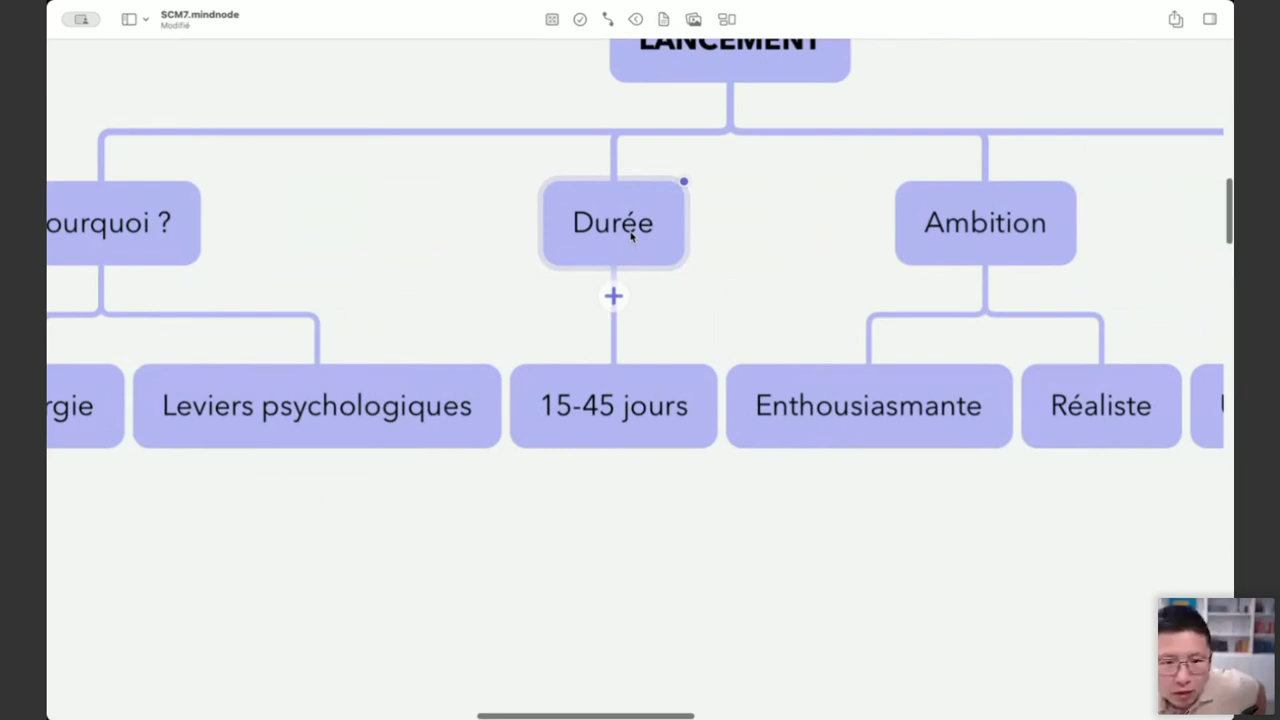 SCM7.mindnode
Modifié
LANCEMENT
ourquoi ?
Durée
Ambition
rgie
Leviers psychologiques
15-45 jours
Enthousiasmante
Réaliste